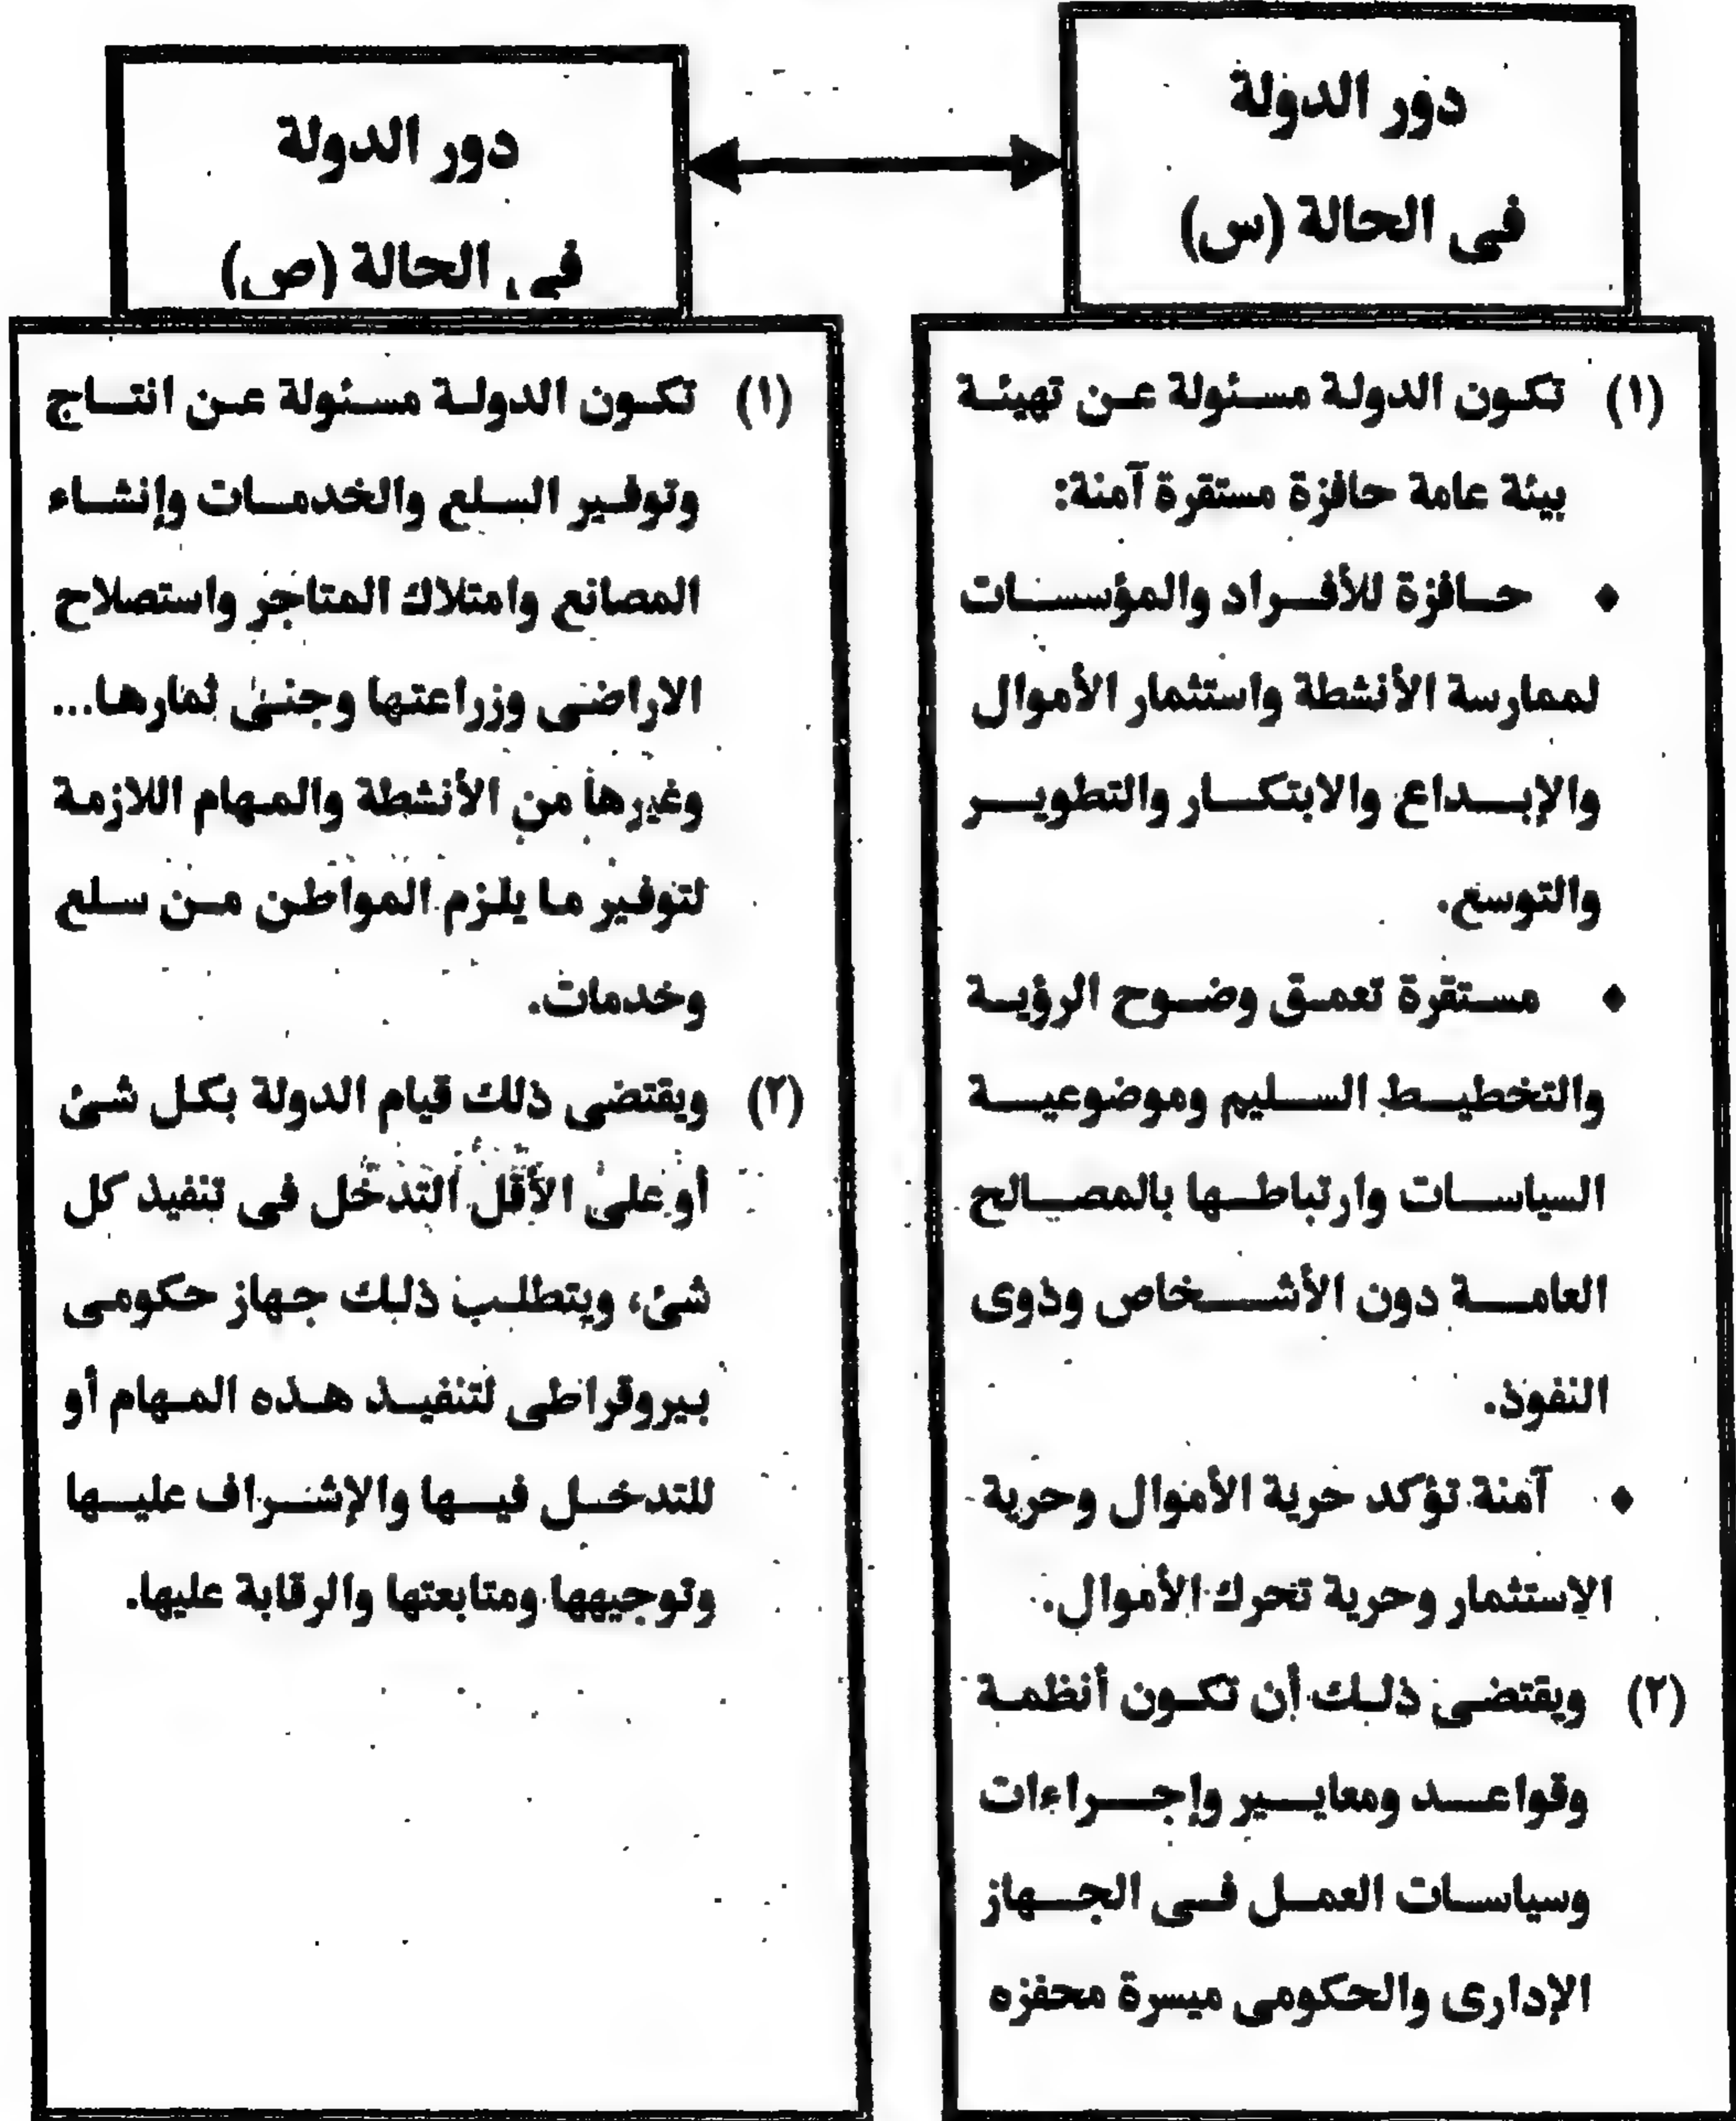 دور الدولة
فى الحالة (س)
(١) تكون الدولة مسئولة عن تهيئة
بيئة عامة حافزة مستقرة آمنة:
♦ حافزة للأفراد والمؤسسات
لممارسة الأنشطة واستثمار الأموال
والإبداع والابتكار والتطوير
والتوسع.
♦ مستقرة تعمق وضوح الرؤية
والتخطيط السليم وموضوعية
السياسات وارتباطها بالمصالح
العامة دون الأشخاص وذوى
النفوذ.
♦ آمنة تؤكد حرية الأموال وحرية
الاستثمار وحرية تحرك الأموال.
(٢) ويقتضى ذلك أن تكون أنظمة
وقواعد ومعايير وإجراءات
وسياسات العمل فى الجهاز
الإدارى والحكومى ميسرة محفزه
دور الدولة
فى الحالة (ص)
(١) تكون الدولة مسئولة عن انتاج
وتوفير السلع والخدمات وإنشاء
المصانع وامتلاك المتاجر واستصلاح
الاراضى وزراعتها وجنى ثمارها...
وغيرها من الأنشطة والمهام اللازمة
لتوفير ما يلزم المواطن من سلع
وخدمات.
(٢) ويقتضى ذلك قيام الدولة بكل شئ
أو على الأقل التدخل فى تنفيذ كل
شئ، ويتطلب ذلك جهاز حكومى
بيروقراطى لتنفيذ هذه المهام أو
للتدخل فيها والإشراف عليها
وتوجيهها ومتابعتها والرقابة عليها.